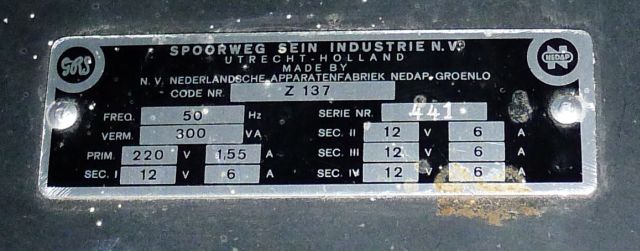 SPOORWEG SEIN INDUSTRIE N.V.
UTRECHT-HOLLAND
MADE BY
N.V. NEDERLANDSCHE APPARATENFABRIEK NEDAP, GROENLO
CODE NR. Z 137
FREQ. 50 Hz SERIE NR. 441
VERM. 300 VA SEC. II 12 V 6 A
PRIM. 220 V 1,55 A SEC. III 12 V 6 A
SEC. I 12 V 6 A SEC. IV 12 V 6 A
NEDAP